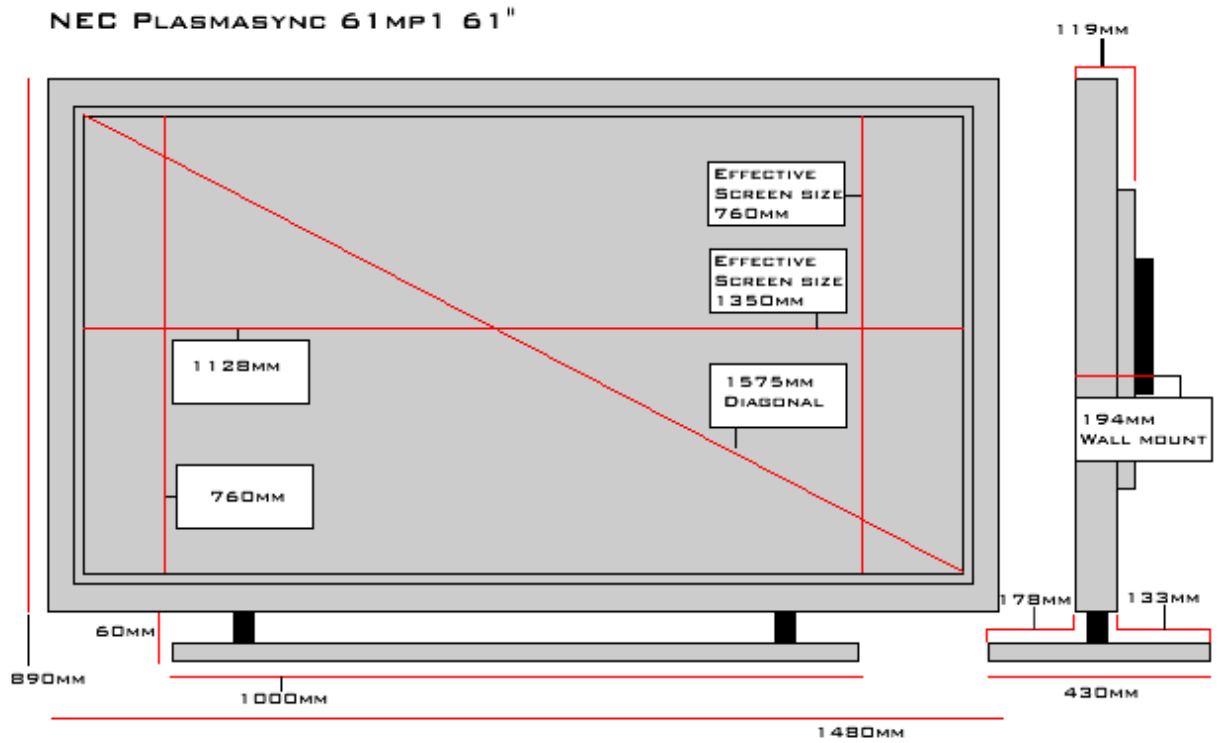 NEC PLASMASYNC 61MP1 61"
119MM
EFFECTIVE
SCREEN SIZE
760MM
EFFECTIVE
SCREEN SIZE
1350MM
1128MM
1575MM
DIAGONAL
194MM
WALL MOUNT
760MM
178MM
133MM
60MM
890MM
1000MM
430MM
1480MM